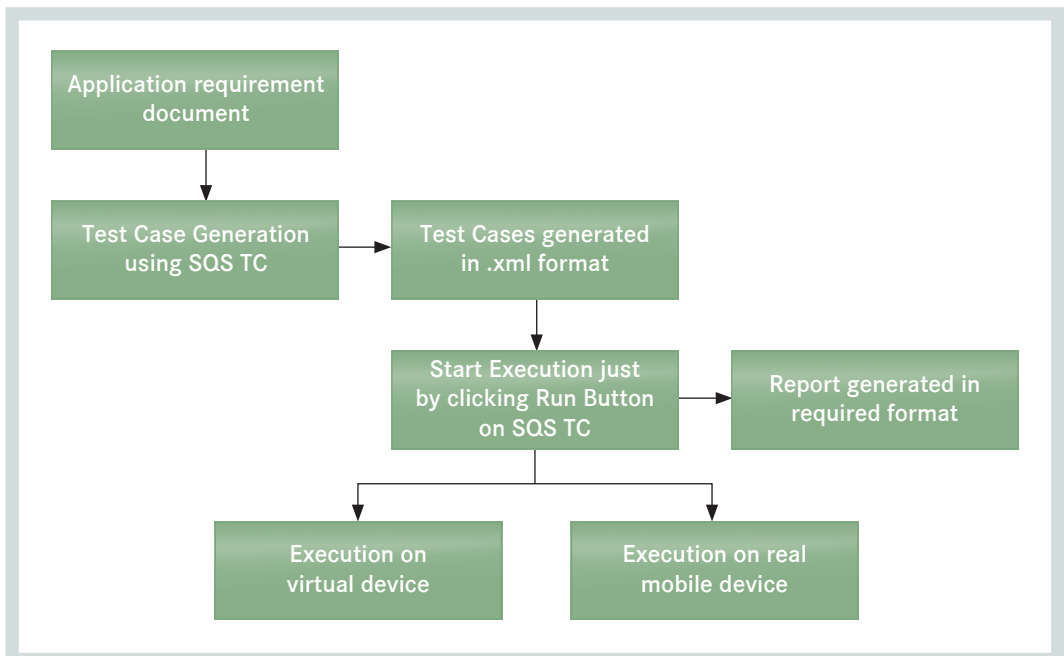 Application requirement
document
Test Case Generation
using SQS TC
Test Cases generated
in .xml format
Start Execution just
by clicking Run Button
on SQS TC
Report generated in
required format
Execution on
virtual device
Execution on real
mobile device